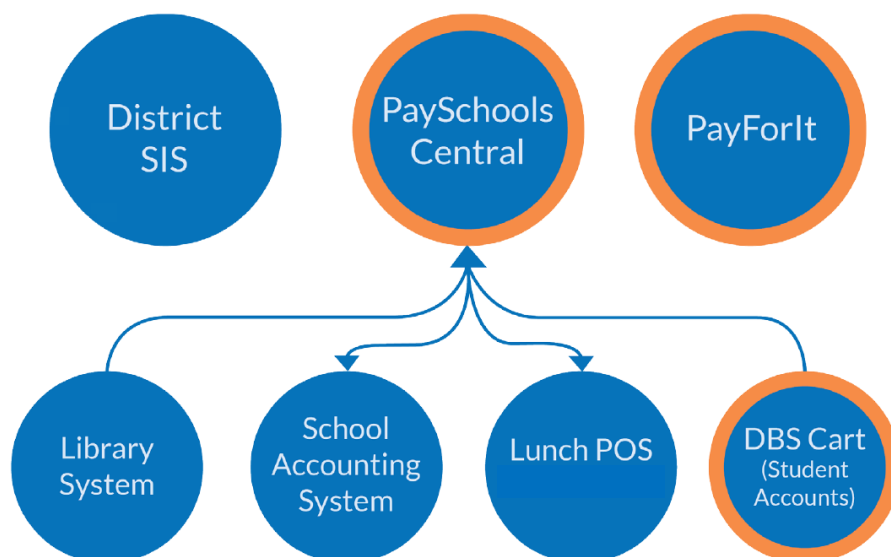 District
SIS
PaySchools
Central
PayForIt
Library
System
School
Accounting
System
Lunch POS
DBS Cart
(Student
Accounts)